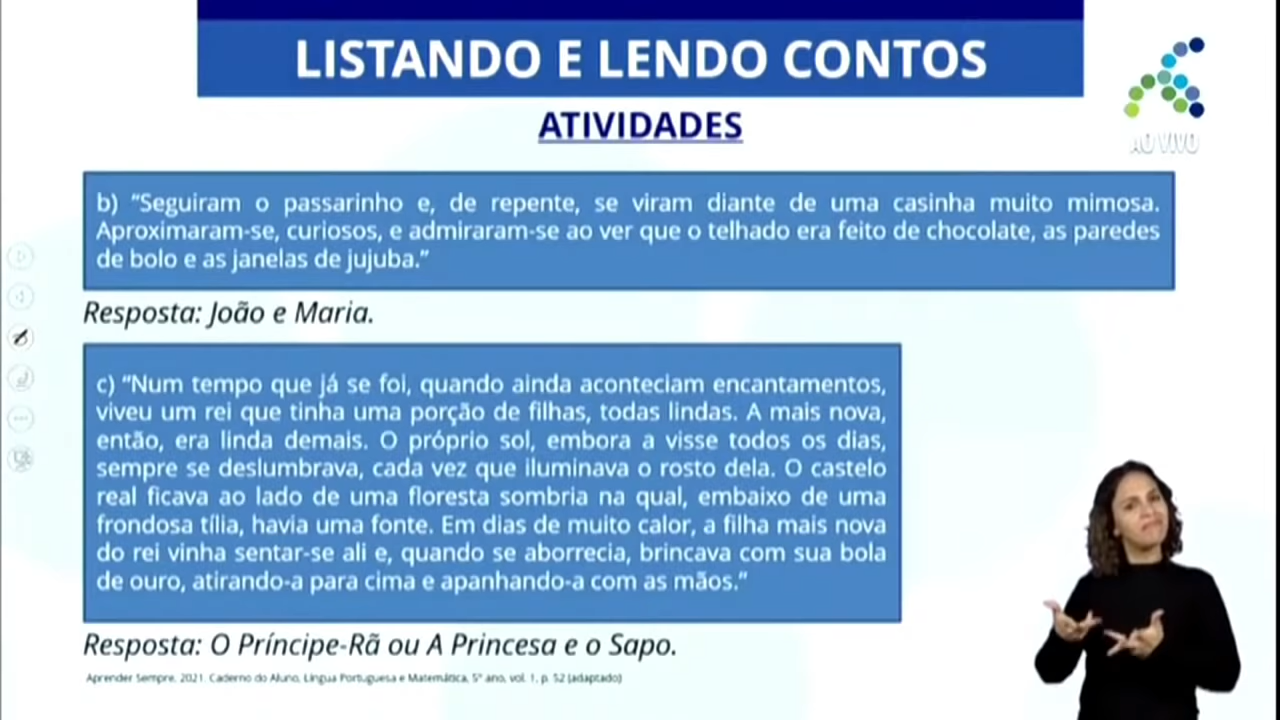 LISTANDO E LENDO CONTOS
ATIVIDADES
AO VIVO
b) “Seguiram o passarinho e, de repente, se viram diante de uma casinha muito mimosa.
Aproximaram-se, curiosos, e admiraram-se ao ver que o telhado era feito de chocolate, as paredes
de bolo e as janelas de jujuba.”
Resposta: João e Maria.
c) “Num tempo que já se foi, quando ainda aconteciam encantamentos,
viveu um rei que tinha uma porção de filhas, todas lindas. A mais nova,
então, era linda demais. O próprio sol, embora a visse todos os dias,
sempre se deslumbrava, cada vez que iluminava o rosto dela. O castelo
real ficava ao lado de uma floresta sombria na qual, embaixo de uma
frondosa tília, havia uma fonte. Em dias de muito calor, a filha mais nova
do rei vinha sentar-se ali e, quando se aborrecia, brincava com sua bola
de ouro, atirando-a para cima e apanhando-a com as mãos.”
Resposta: O Príncipe-Rã ou A Princesa e o Sapo.
Aprender Sempre, 2021. Caderno do Aluno, Língua Portuguesa e Matemática, 5º ano, vol. 1, p. 52 (adaptado)